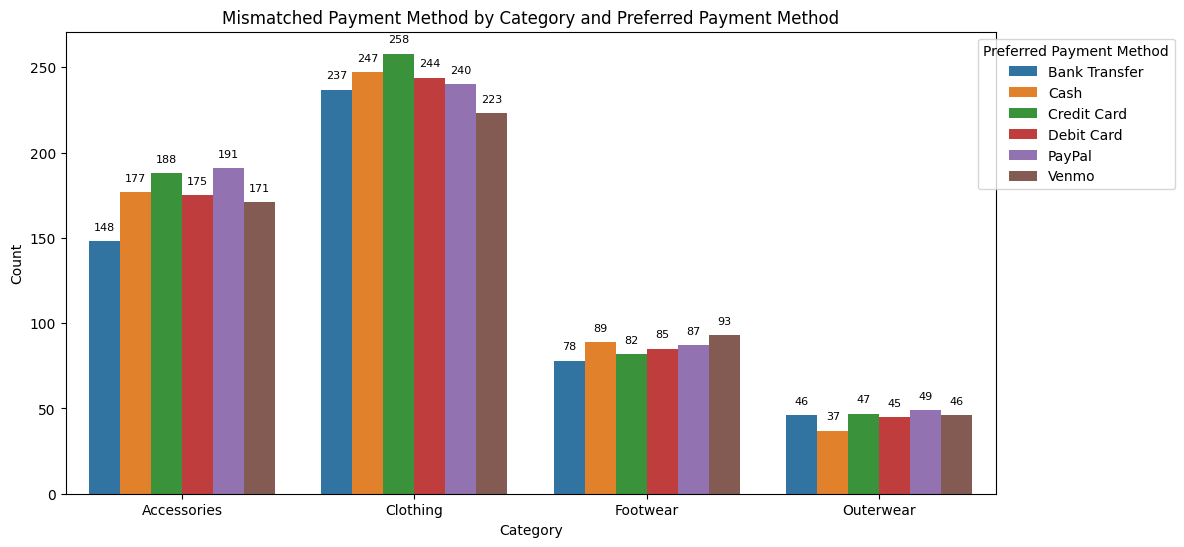 Mismatched Payment Method by Category and Preferred Payment Method
Preferred Payment Method
Bank Transfer
Cash
Credit Card
Debit Card
PayPal
Venmo
Count
250
200
150
100
50
0
148
177
188
175
191
171
237
247
258
244
240
223
78
89
82
85
87
93
46
37
47
45
49
46
Accessories
Clothing
Footwear
Outerwear
Category